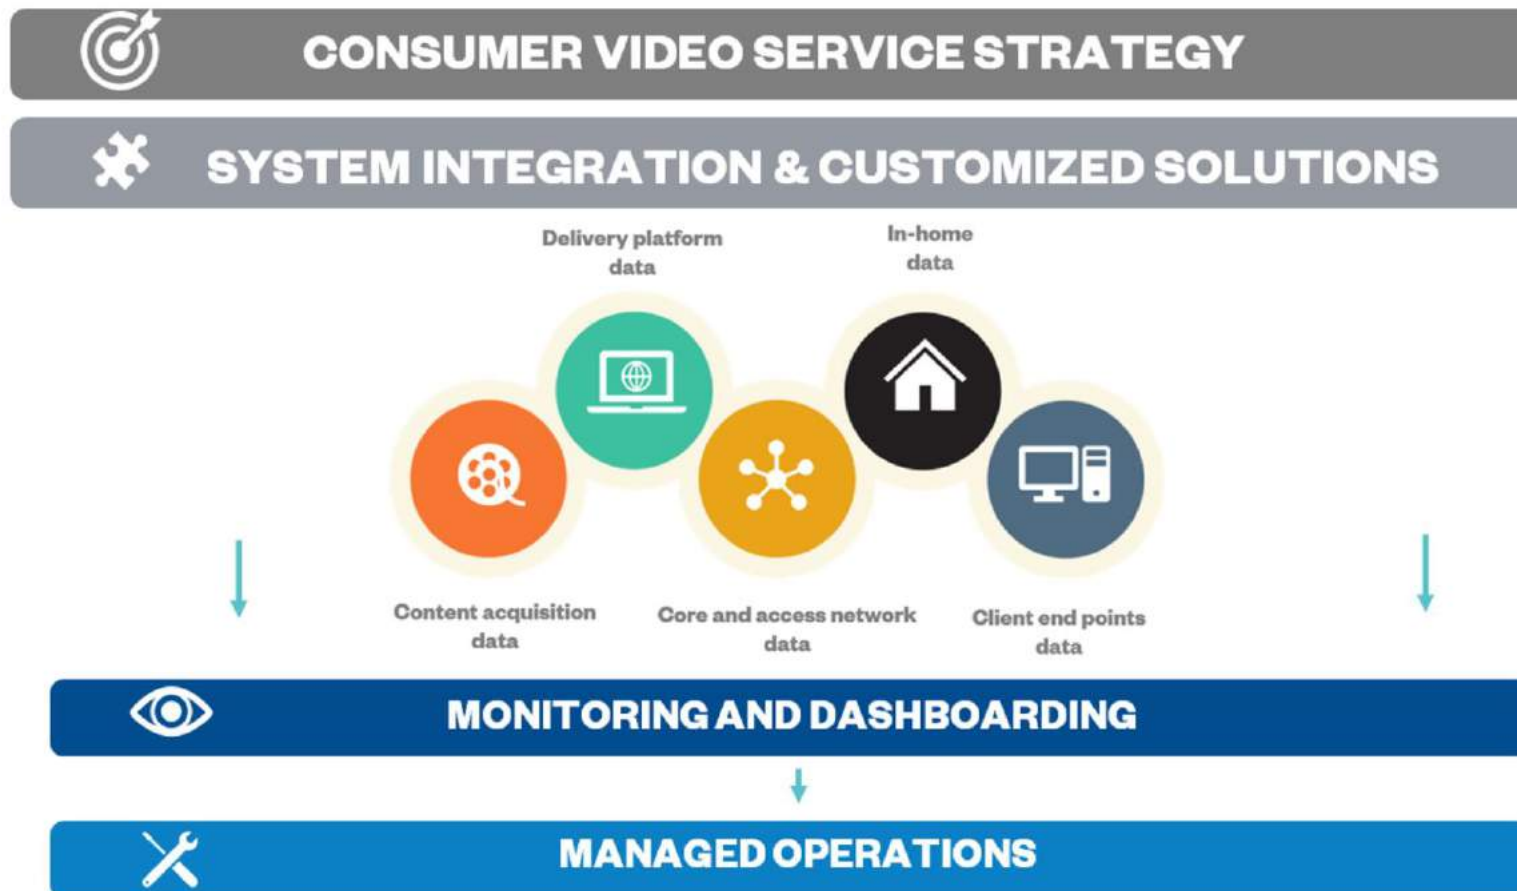 CONSUMER VIDEO SERVICE STRATEGY
SYSTEM INTEGRATION & CUSTOMIZED SOLUTIONS
Delivery platform
data
In-home
data
Content acquisition
data
Core and access network
data
Client end points
data
MONITORING AND DASHBOARDING
MANAGED OPERATIONS